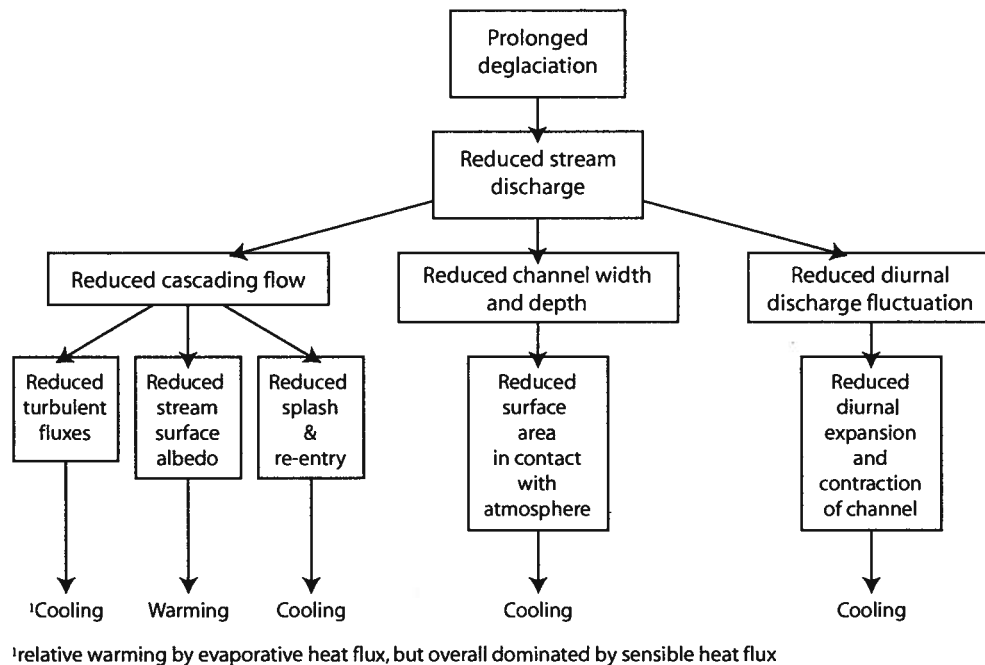 Prolonged
deglaciation
Reduced stream
discharge
Reduced cascading flow
Reduced channel width
and depth
Reduced diurnal
discharge fluctuation
Reduced
turbulent
fluxes
Reduced
stream
surface
albedo
Reduced
splash
&
re-entry
Reduced
surface
area
in contact
with
atmosphere
Reduced
diurnal
expansion
and
contraction
of channel
¹Cooling
Warming
Cooling
Cooling
Cooling
¹relative warming by evaporative heat flux, but overall dominated by sensible heat flux